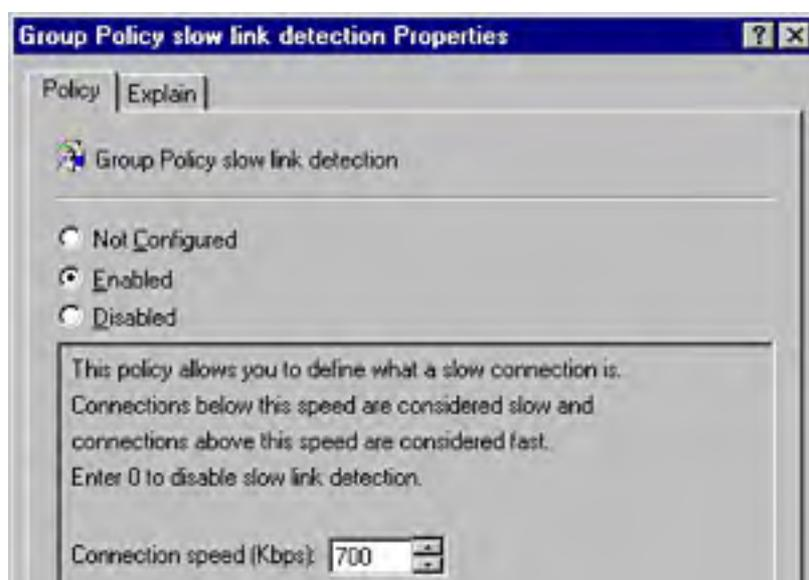 Group Policy slow link detection Properties
Policy
Explain
Group Policy slow link detection
Not Configured
Enabled
Disabled
This policy allows you to define what a slow connection is.
Connections below this speed are considered slow and
connections above this speed are considered fast.
Enter 0 to disable slow link detection.
Connection speed (Kbps): 700